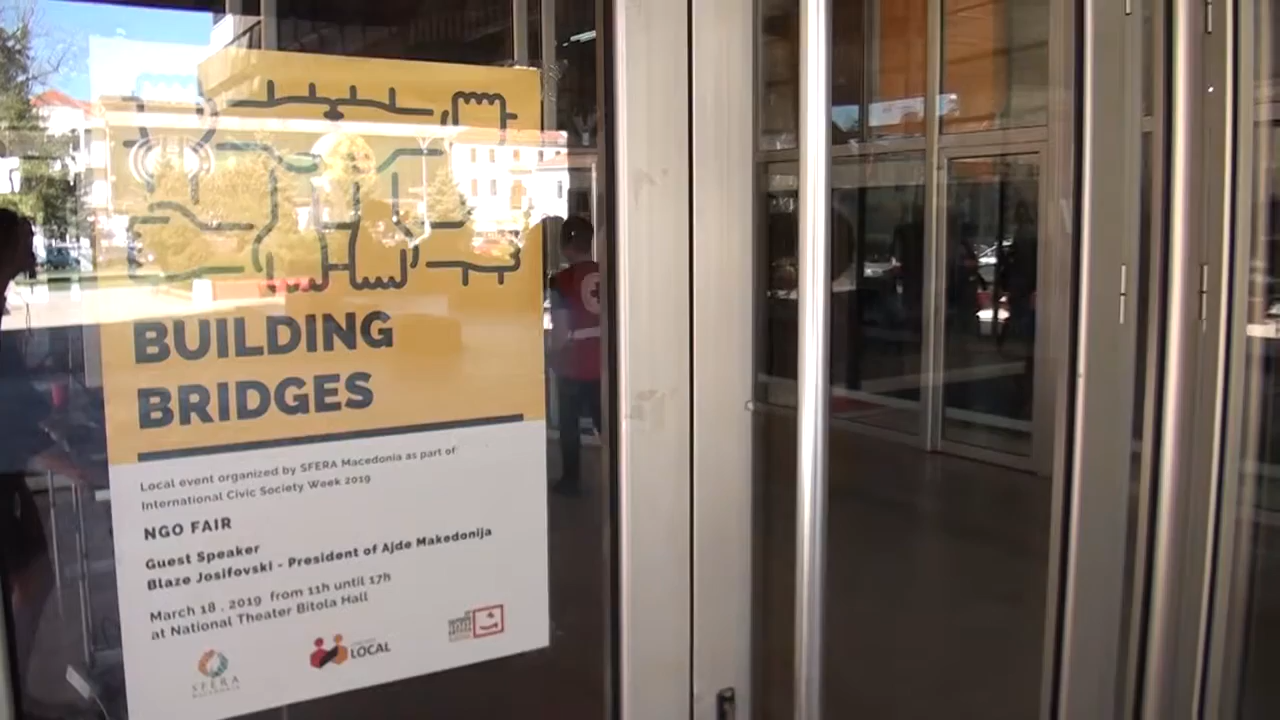 BUILDING
BRIDGES
Local event organized by SFERA Macedonia as part of:
International Civic Society Week 2019
NGO FAIR
Guest Speaker
Blaze Josifovski - President of Ajde Makedonija
March 18 , 2019 from 11h until 17h
at National Theater Bitola Hall
SFERA
MACEDONIA
LOCAL